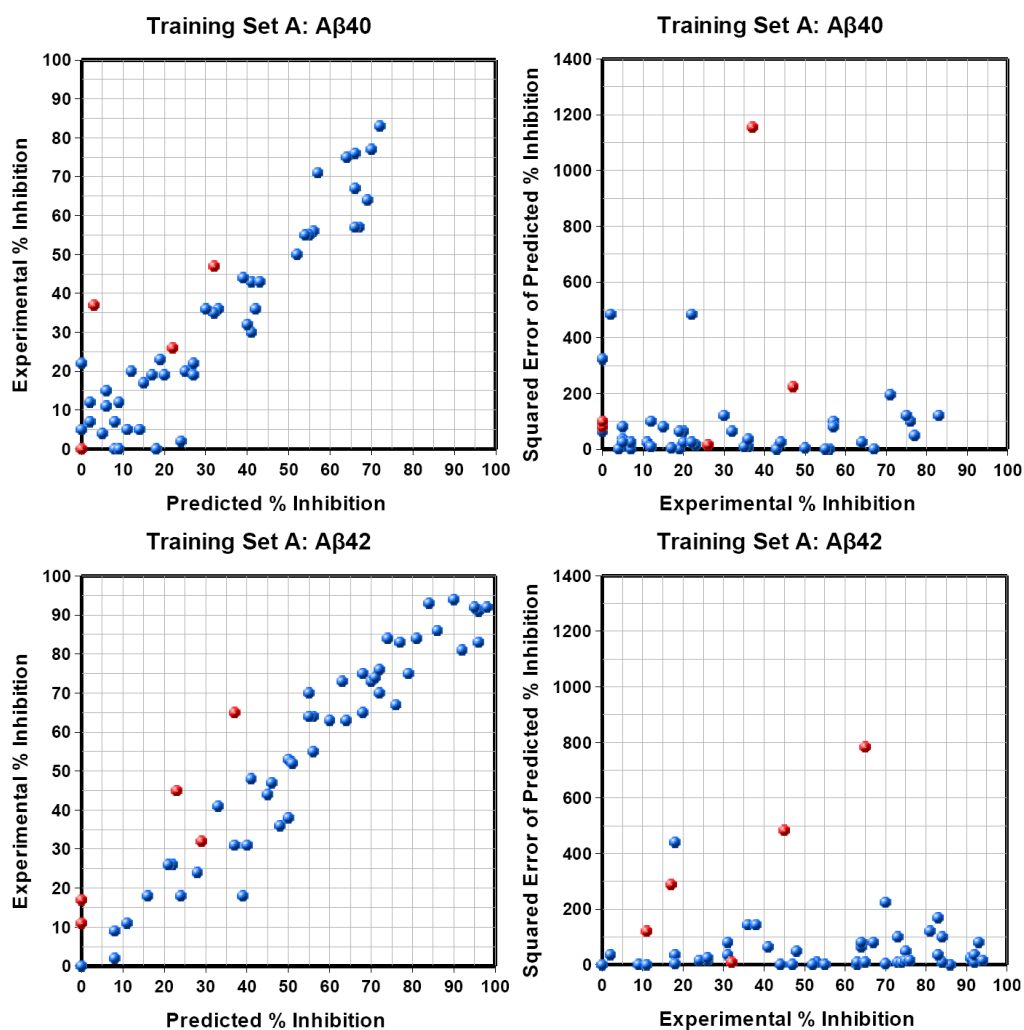 Training Set A: Aβ40
100
90
80
70
60
50
40
30
20
10
0
0 10 20 30 40 50 60 70 80 90 100
Experimental % Inhibition
Predicted % Inhibition
Training Set A: Aβ40
1400
1200
1000
800
600
400
200
0
0 10 20 30 40 50 60 70 80 90 100
Squared Error of Predicted % Inhibition
Experimental % Inhibition
Training Set A: Aβ42
100
90
80
70
60
50
40
30
20
10
0
0 10 20 30 40 50 60 70 80 90 100
Experimental % Inhibition
Predicted % Inhibition
Training Set A: Aβ42
1400
1200
1000
800
600
400
200
0
0 10 20 30 40 50 60 70 80 90 100
Squared Error of Predicted % Inhibition
Experimental % Inhibition